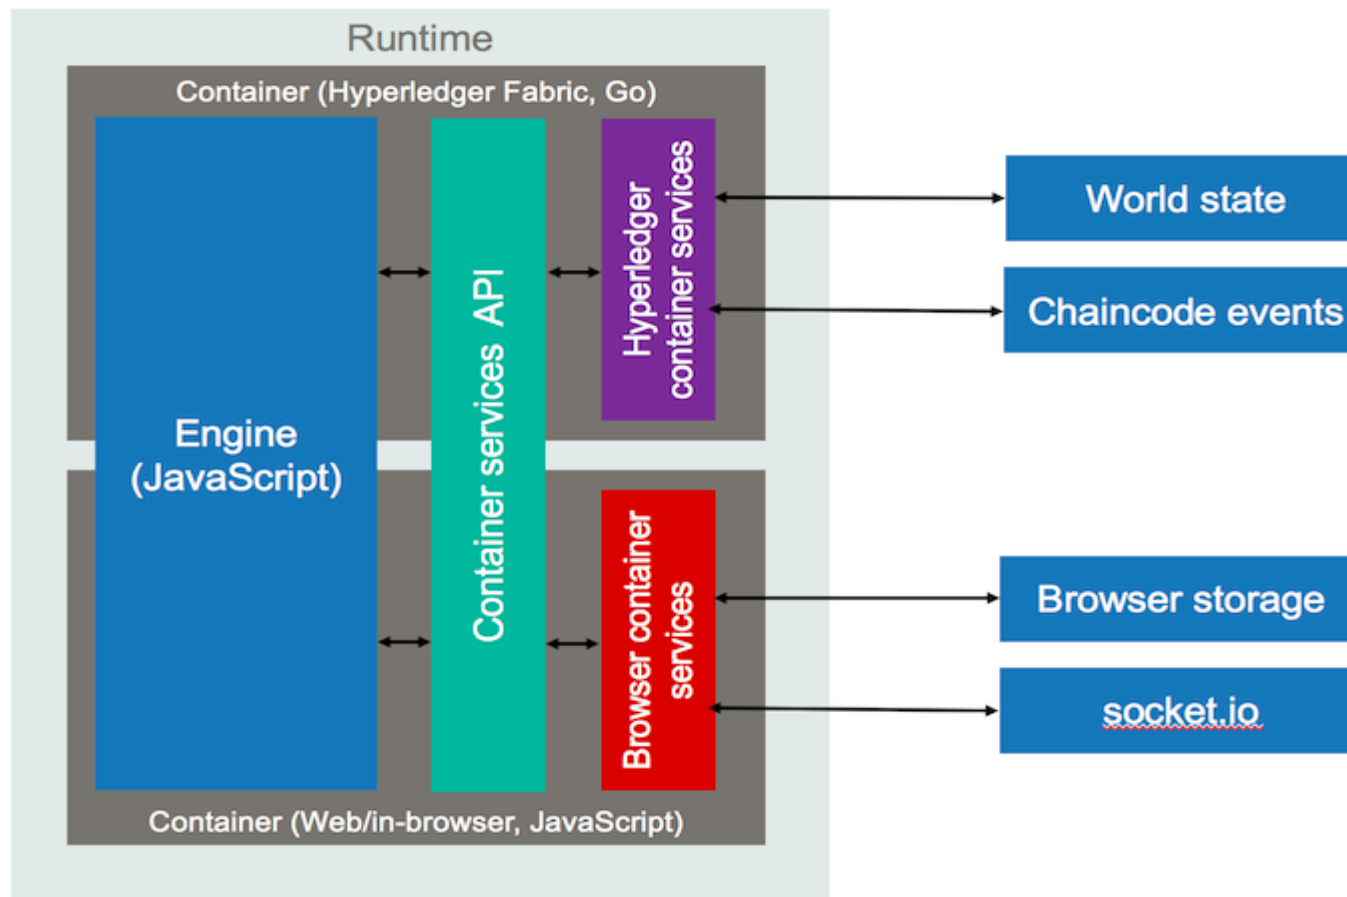 Runtime
Container (Hyperledger Fabric, Go)
Engine
(JavaScript)
Container services API
Hyperledger
container services
World state
Chaincode events
Browser container
services
Browser storage
socket.io
Container (Web/in-browser, JavaScript)